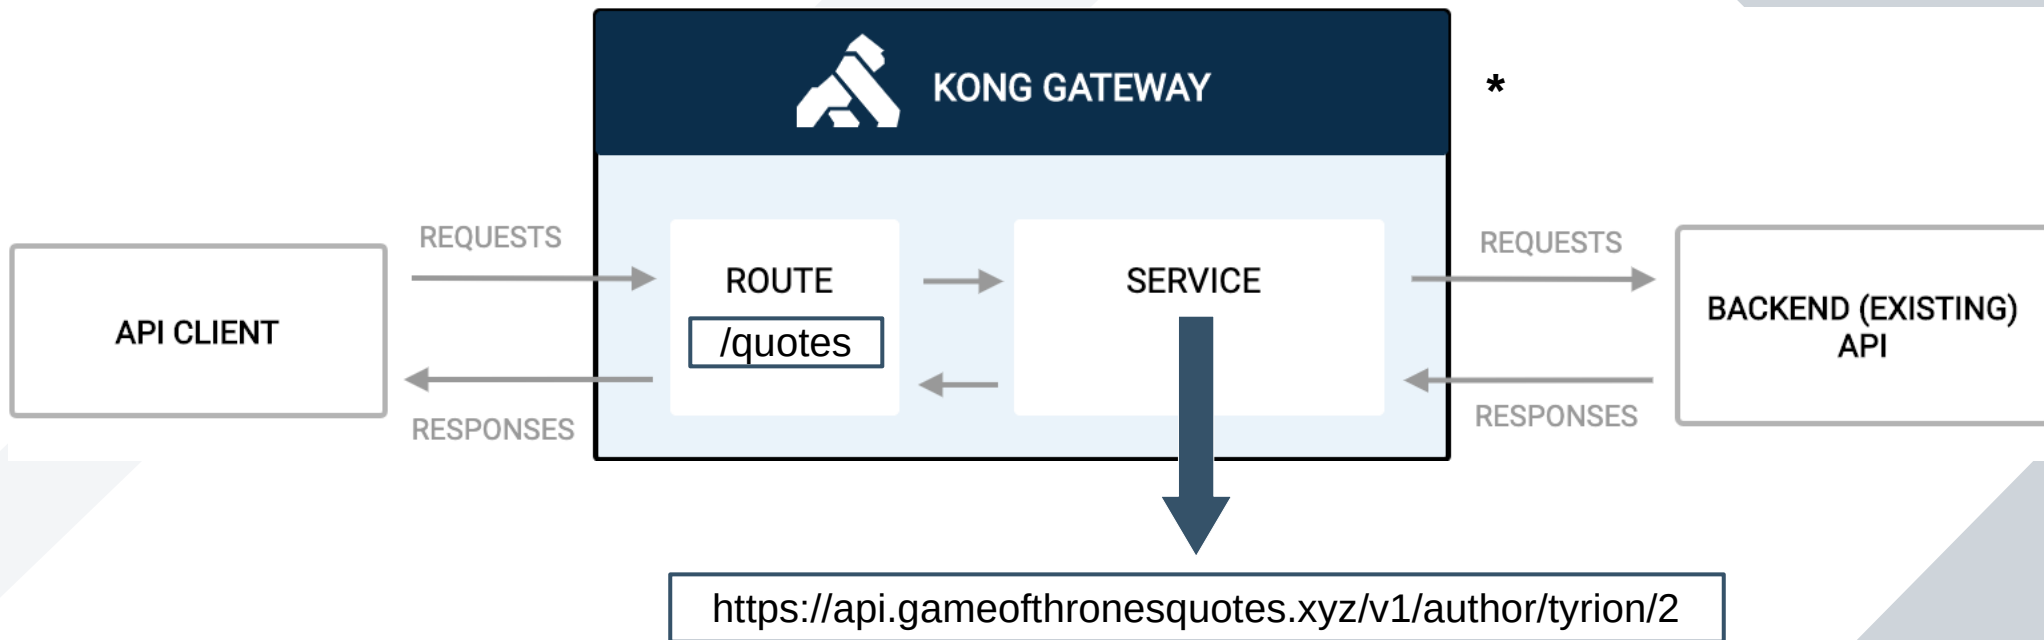 KONG GATEWAY
*
REQUESTS
REQUESTS
ROUTE
SERVICE
API CLIENT
/quotes
BACKEND (EXISTING)
API
RESPONSES
RESPONSES
https://api.gameofthronesquotes.xyz/v1/author/tyrion/2